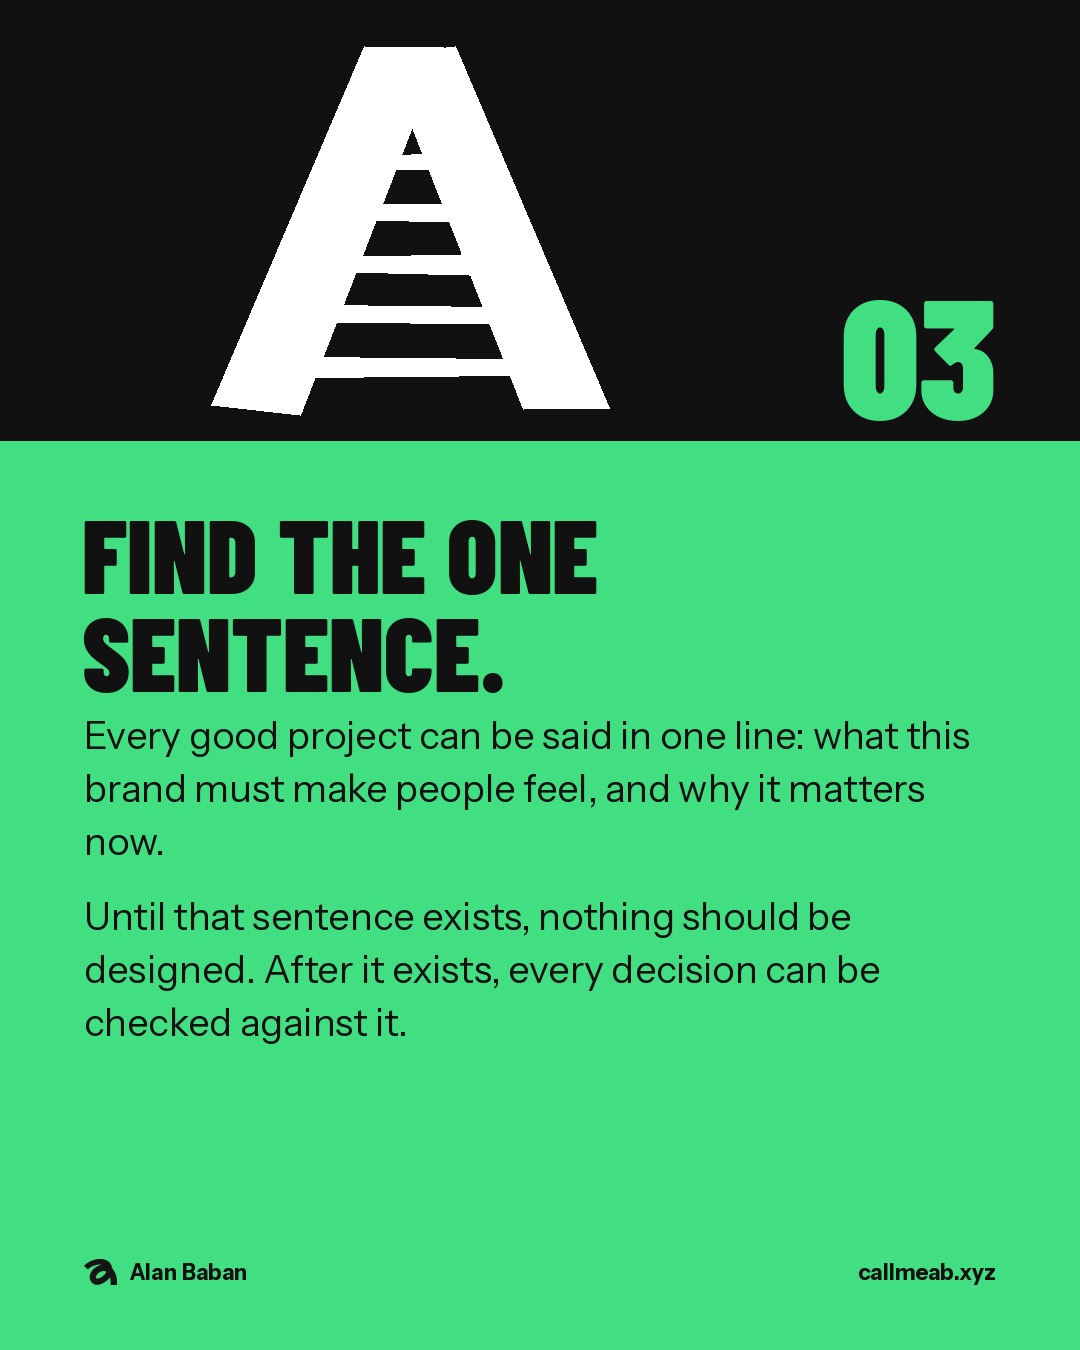 A
03
FIND THE ONE
SENTENCE.
Every good project can be said in one line: what this
brand must make people feel, and why it matters
now.
Until that sentence exists, nothing should be
designed. After it exists, every decision can be
checked against it.
Alan Baban
callmeab.xyz